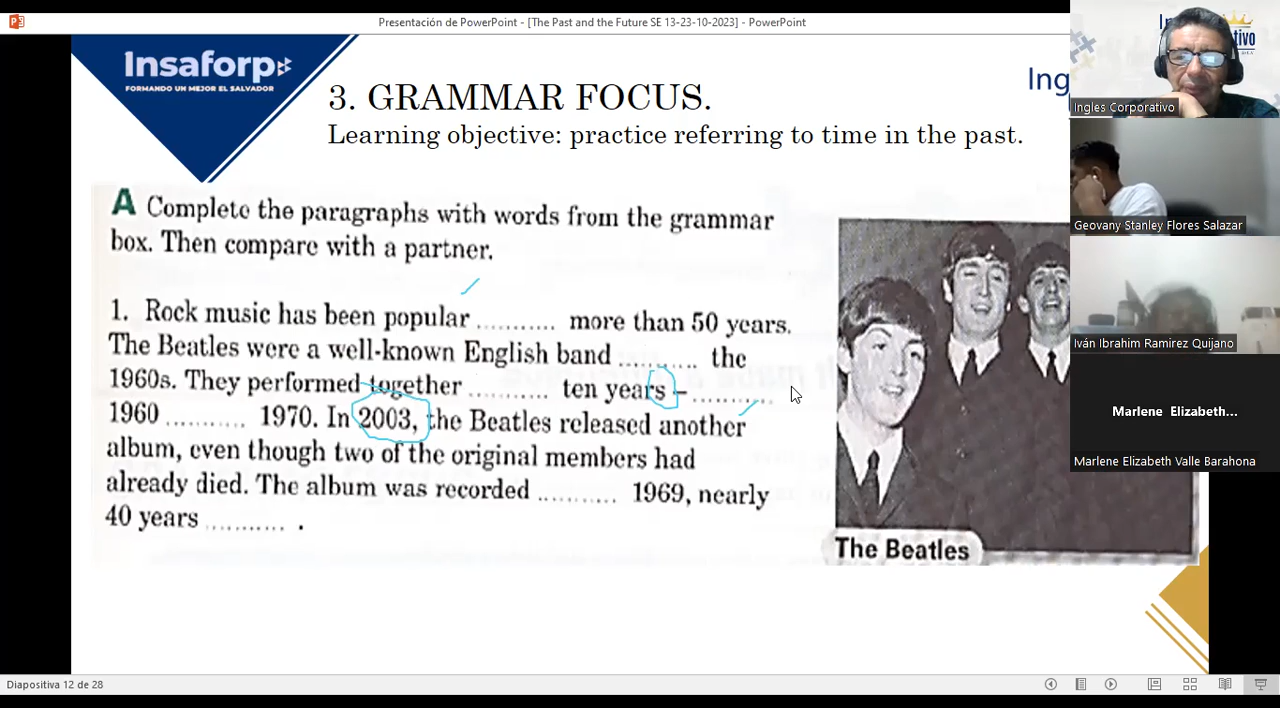 Presentación de PowerPoint - [The Past and the Future SE 13-23-10-2023] - PowerPoint
Insaforp
FORMANDO UN MEJOR EL SALVADOR
Ing
tivo
3. GRAMMAR FOCUS.
Learning objective: practice referring to time in the past.
A Complete the paragraphs with words from the grammar
box. Then compare with a partner.
1. Rock music has been popular ........... more than 50 years.
The Beatles were a well-known English band ........... the
1960s. They performed together ........... ten years – ...........
1960 ........... 1970. In 2003, the Beatles released another
album, even though two of the original members had
already died. The album was recorded ........... 1969, nearly
40 years ........... .
The Beatles
Ingles Corporativo
Geovany Stanley Flores Salazar
Iván Ibrahim Ramirez Quijano
Marlene Elizabeth...
Marlene Elizabeth Valle Barahona
Diapositiva 12 de 28